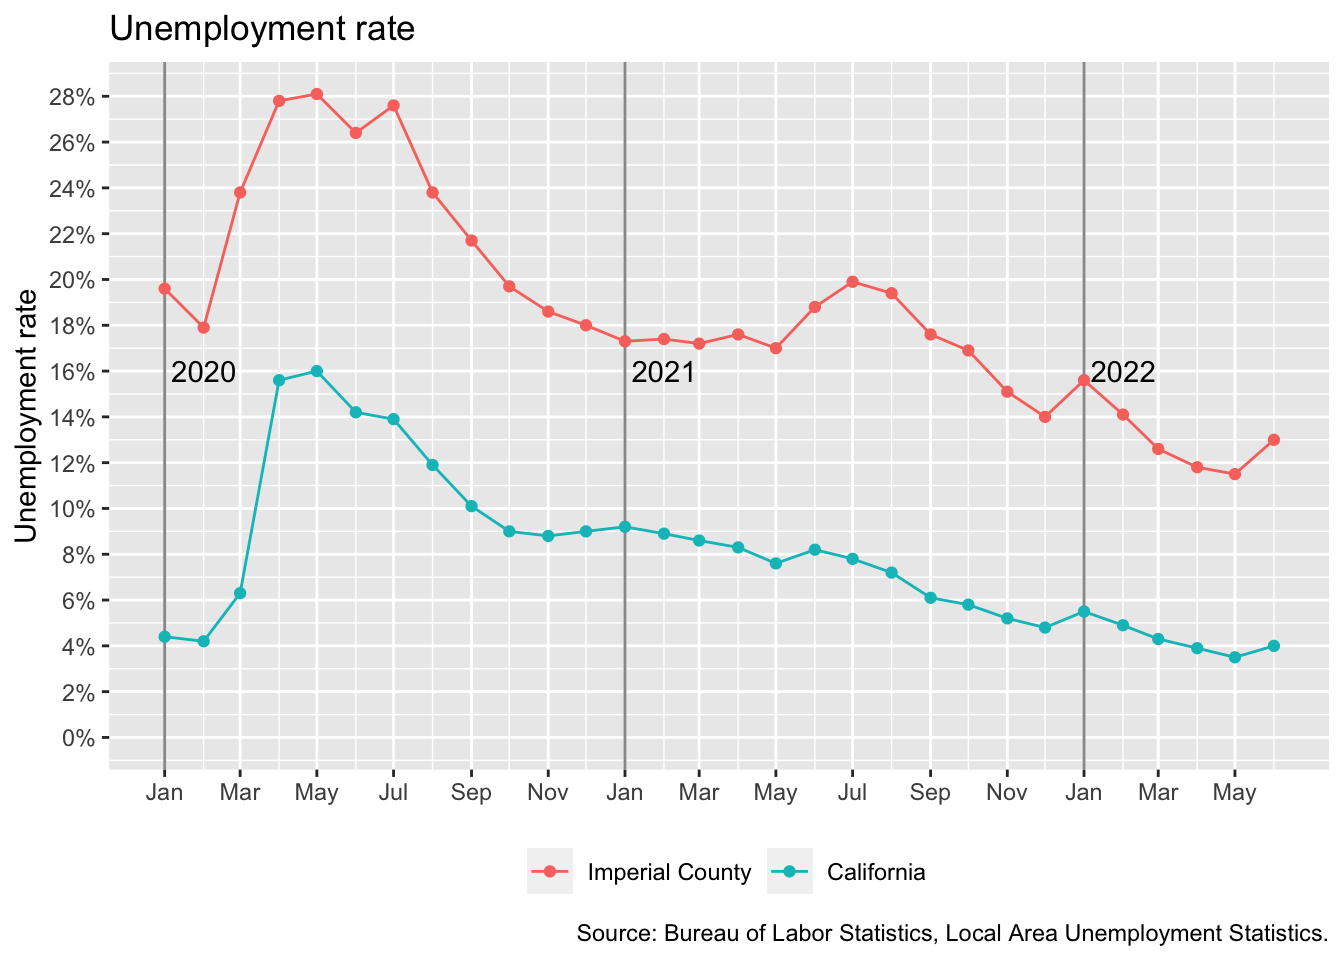 Unemployment rate
Unemployment rate
28%
26%
24%
22%
20%
18%
16%
14%
12%
10%
8%
6%
4%
2%
0%
2020 2021 2022
Jan Mar May Jul Sep Nov Jan Mar May Jul Sep Nov Jan Mar May
Imperial County California
Source: Bureau of Labor Statistics, Local Area Unemployment Statistics.